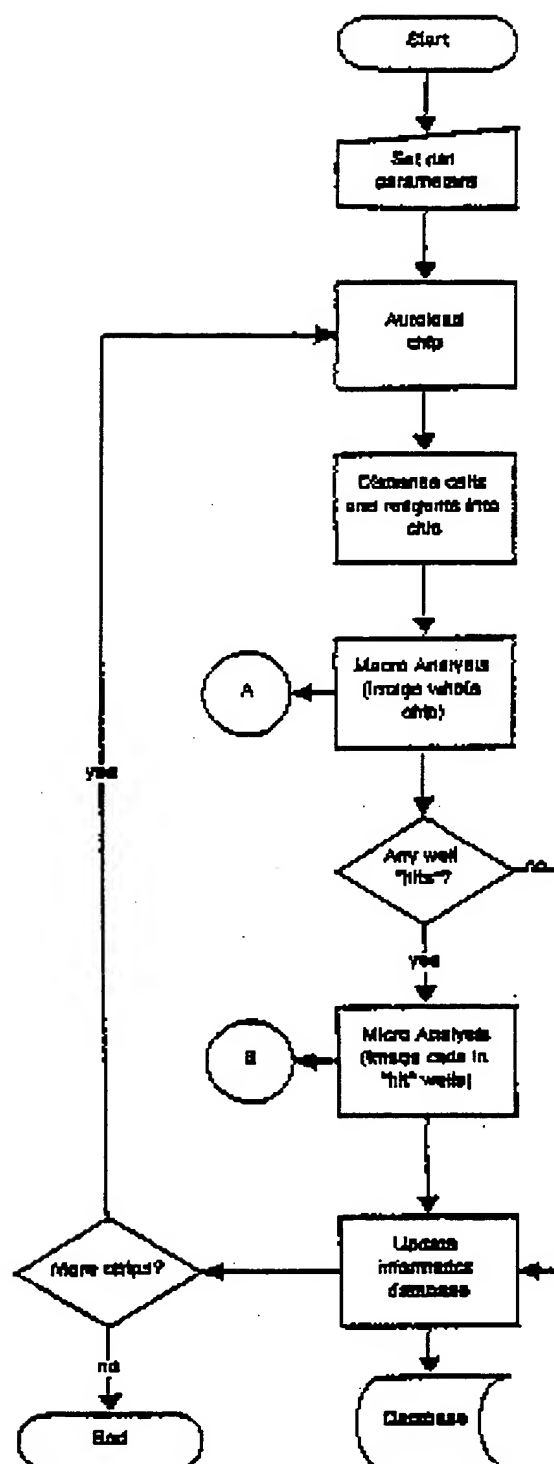 Start
Set run
parameters
Autoload
chip
Dispense cells
and reagents into
chip
Macro Analysis
(Image whole
chip)
A
yes
Any well
"hits"?
no
yes
Micro Analysis
(Image cells in
"hit" wells)
B
Update
informatics
database
More chips?
no
End
Database